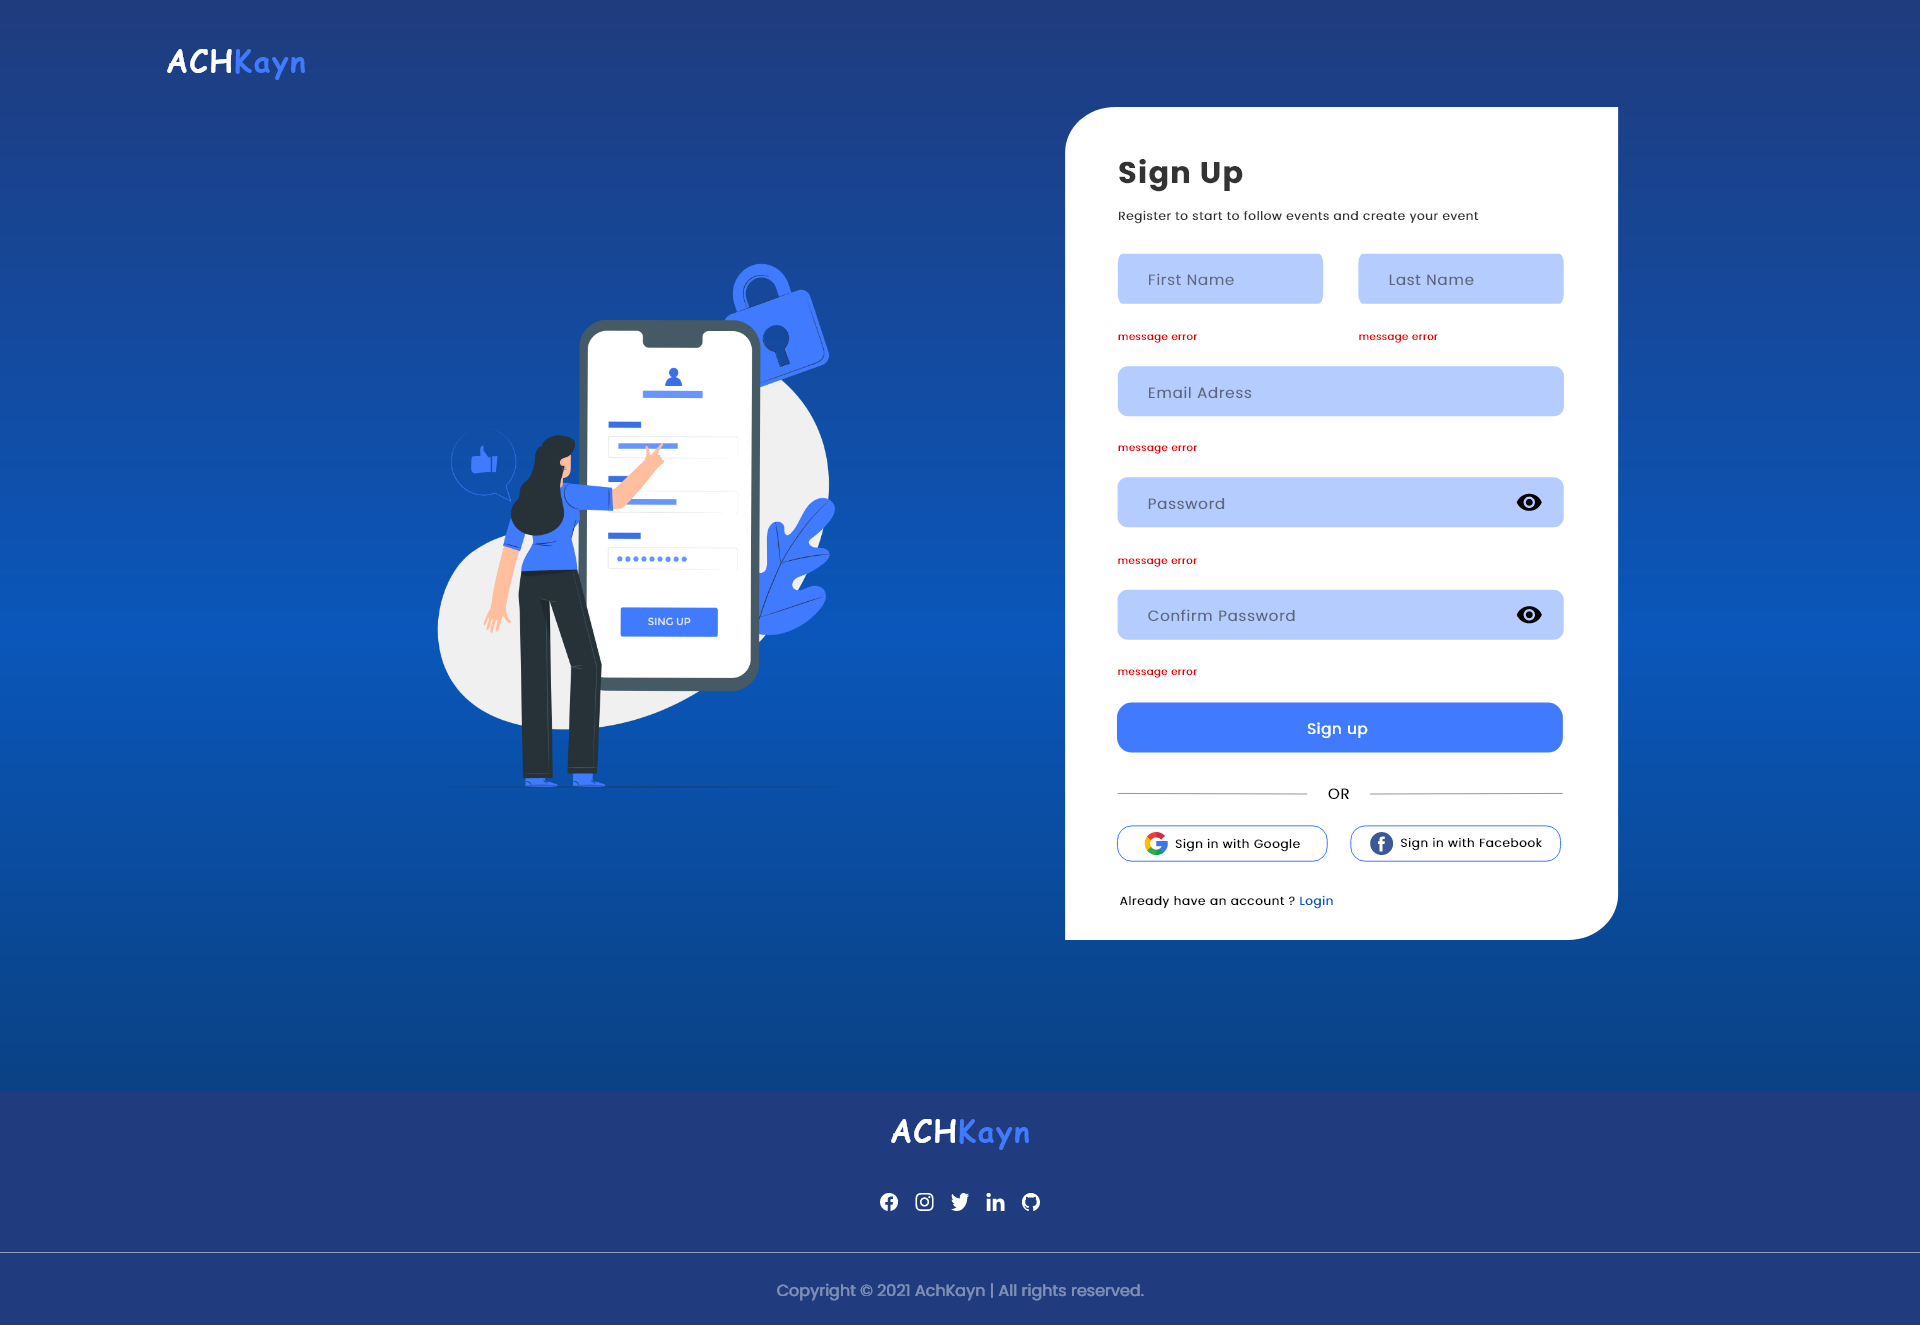 ACHKayn
Sign Up
Register to start to follow events and create your event
First Name
Last Name
message error
message error
Email Adress
message error
Password
message error
Confirm Password
message error
Sign up
OR
Sign in with Google
Sign in with Facebook
Already have an account ? Login
SING UP
ACHKayn
Copyright © 2021 AchKayn | All rights reserved.